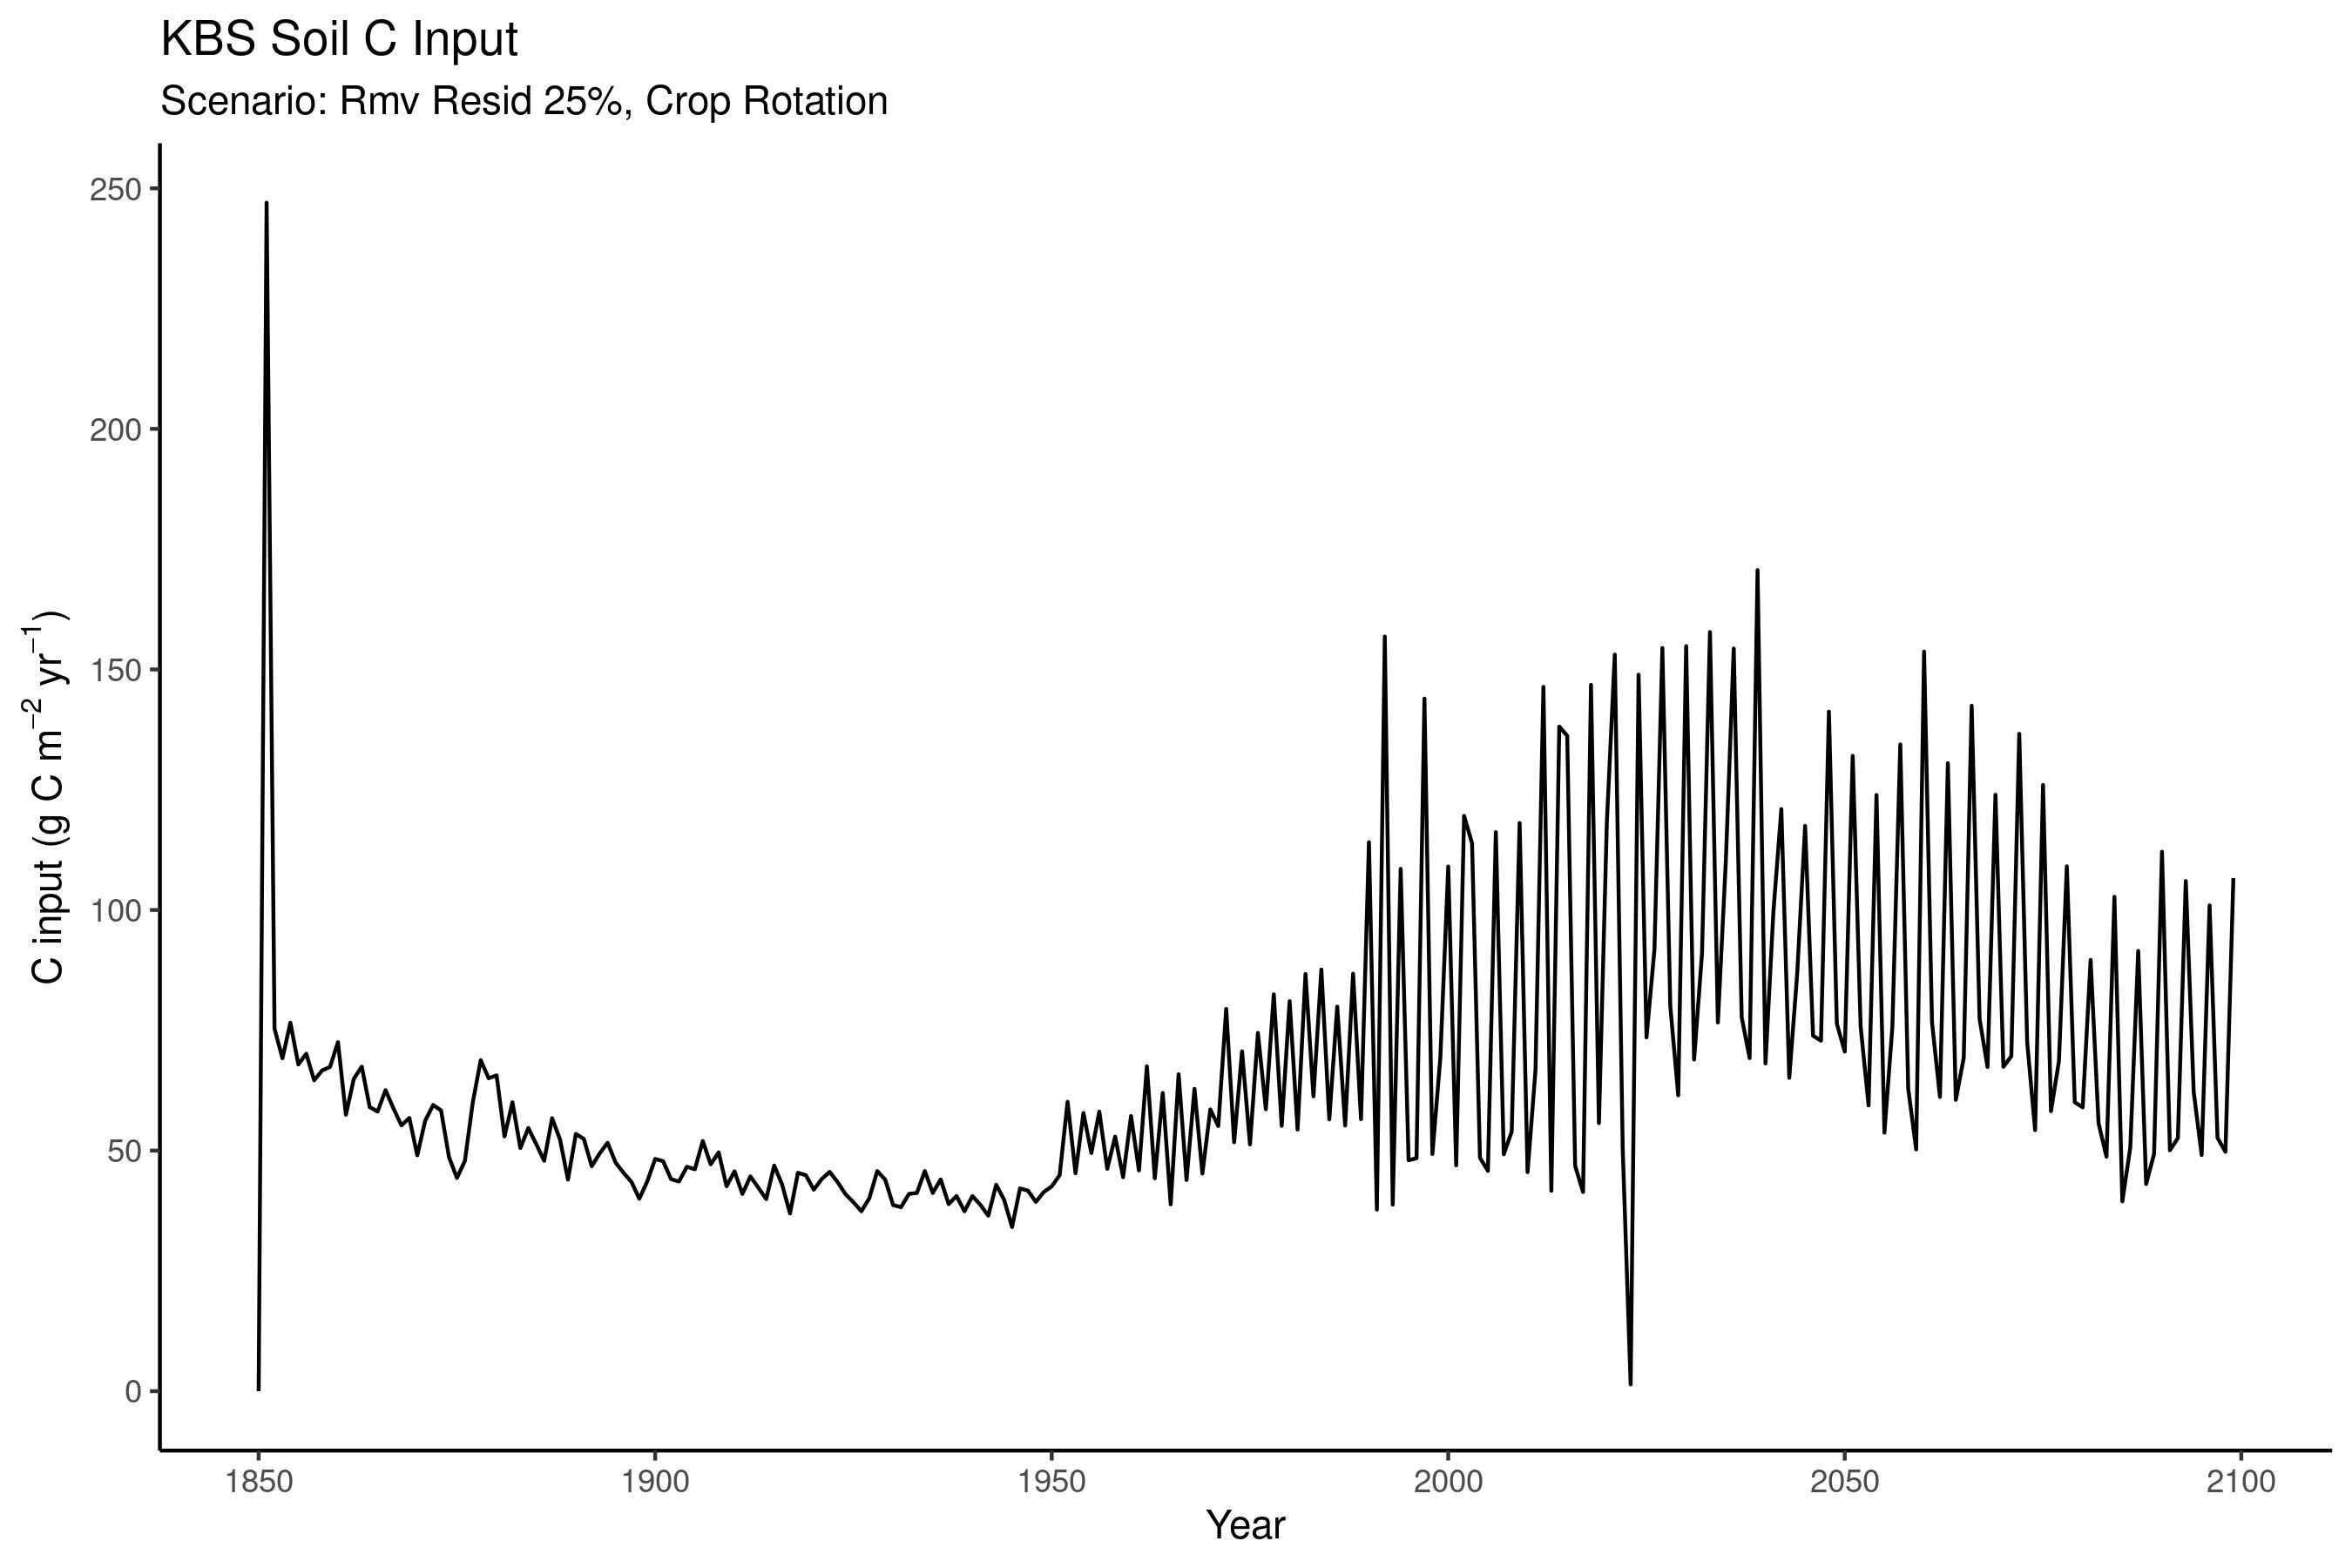 KBS Soil C Input
Scenario: Rmv Resid 25%, Crop Rotation
C input (g C m⁻² yr⁻¹)
250
200
150
100
50
0
1850 1900 1950 2000 2050 2100
Year